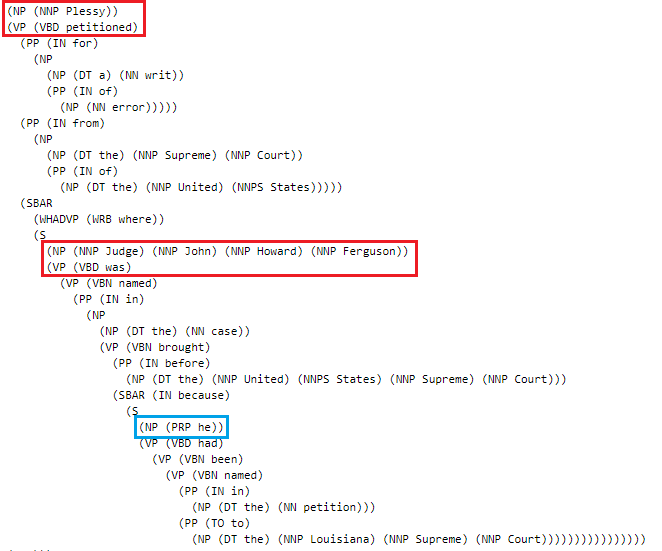 (NP (NNP Plessy))
(VP (VBD petitioned)
(PP (IN for)
(NP
(NP (DT a) (NN writ))
(PP (IN of)
(NP (NN error)))))
(PP (IN from)
(NP
(NP (DT the) (NNP Supreme) (NNP Court))
(PP (IN of)
(NP (DT the) (NNP United) (NNPS States)))))
(SBAR
(WHADVP (WRB where))
(S
(NP (NNP Judge) (NNP John) (NNP Howard) (NNP Ferguson))
(VP (VBD was)
(VP (VBN named)
(PP (IN in)
(NP
(NP (DT the) (NN case))
(VP (VBN brought)
(PP (IN before)
(NP (DT the) (NNP United) (NNPS States) (NNP Supreme) (NNP Court)))
(SBAR (IN because)
(S
(NP (PRP he))
(VP (VBD had)
(VP (VBN been)
(VP (VBN named)
(PP (IN in)
(NP (DT the) (NN petition)))
(PP (TO to)
(NP (DT the) (NNP Louisiana) (NNP Supreme) (NNP Court))))))))))))))))